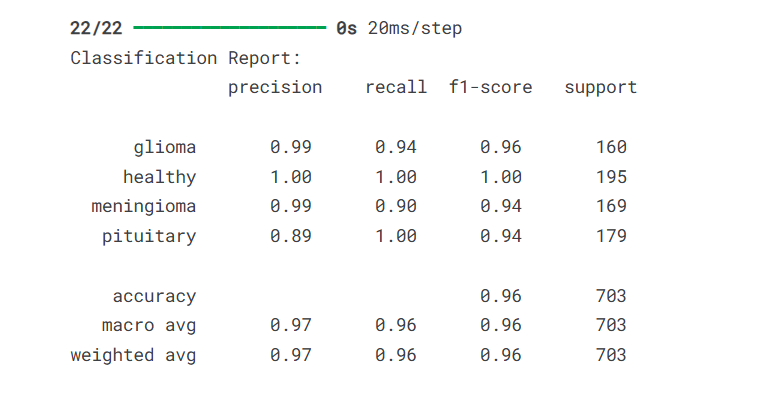 22/22 0s 20ms/step
Classification Report:
precision recall f1-score support
glioma 0.99 0.94 0.96 160
healthy 1.00 1.00 1.00 195
meningioma 0.99 0.90 0.94 169
pituitary 0.89 1.00 0.94 179
accuracy 0.96 703
macro avg 0.97 0.96 0.96 703
weighted avg 0.97 0.96 0.96 703